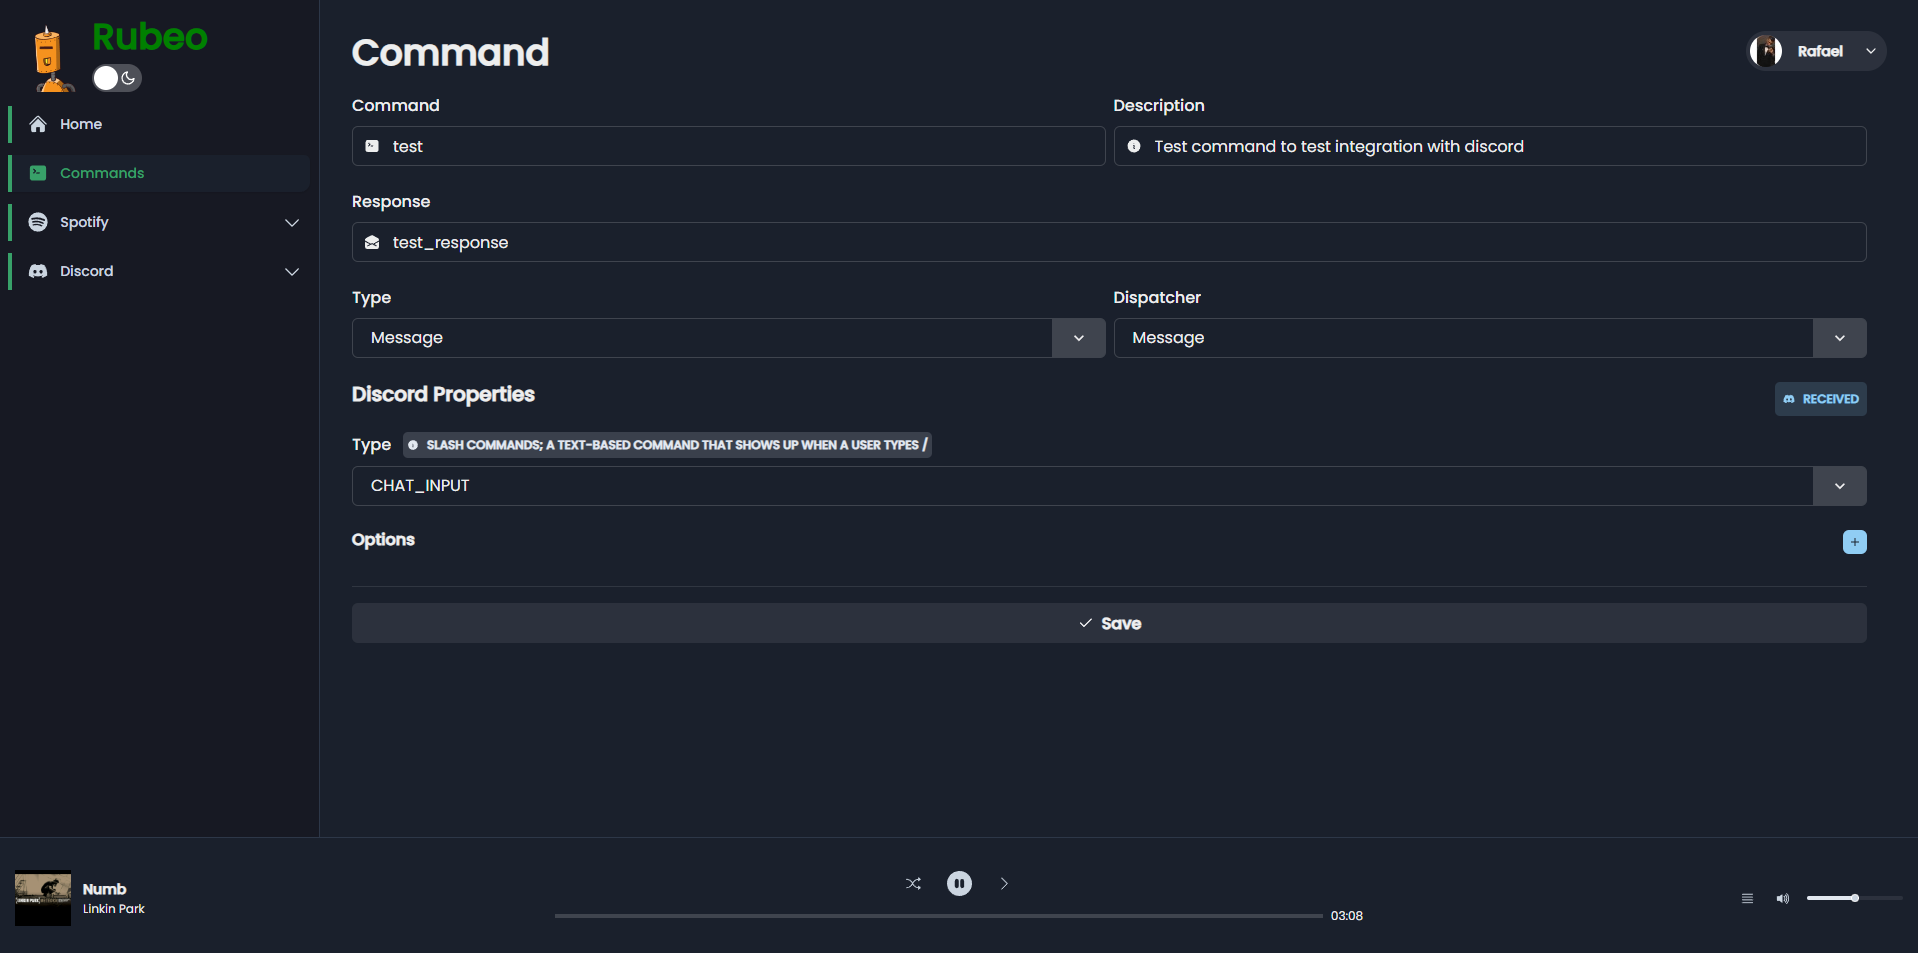 Rubeo
Home
Commands
Spotify
Discord
Command
Rafael
Command
Description
test
Test command to test integration with discord
Response
test_response
Type
Dispatcher
Message
Message
Discord Properties
RECEIVED
Type
SLASH COMMANDS; A TEXT-BASED COMMAND THAT SHOWS UP WHEN A USER TYPES /
CHAT_INPUT
Options
Save
Numb
Linkin Park
03:08